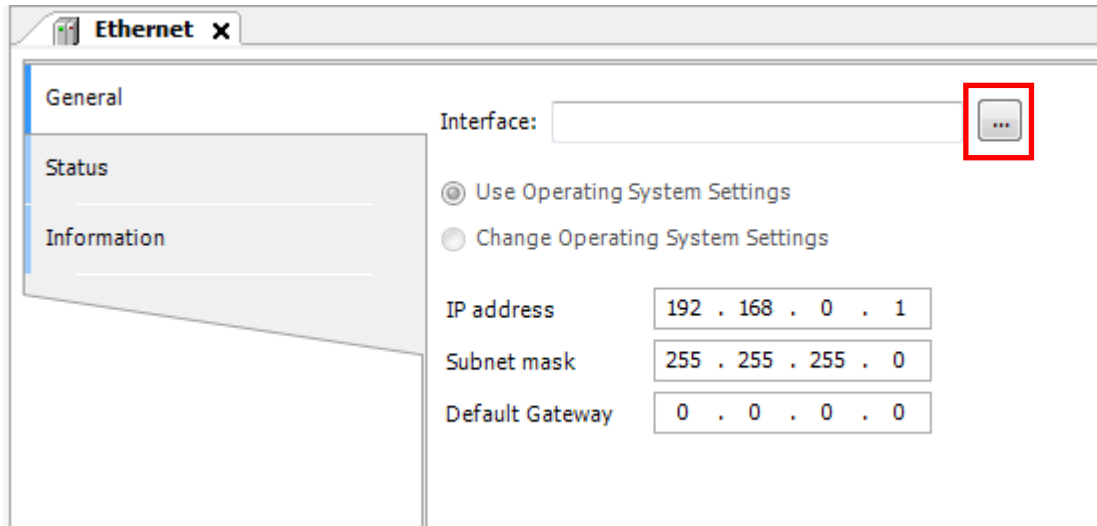 Ethernet x
General
Interface: ...
Status
Use Operating System Settings
Information
Change Operating System Settings
IP address 192 . 168 . 0 . 1
Subnet mask 255 . 255 . 255 . 0
Default Gateway 0 . 0 . 0 . 0